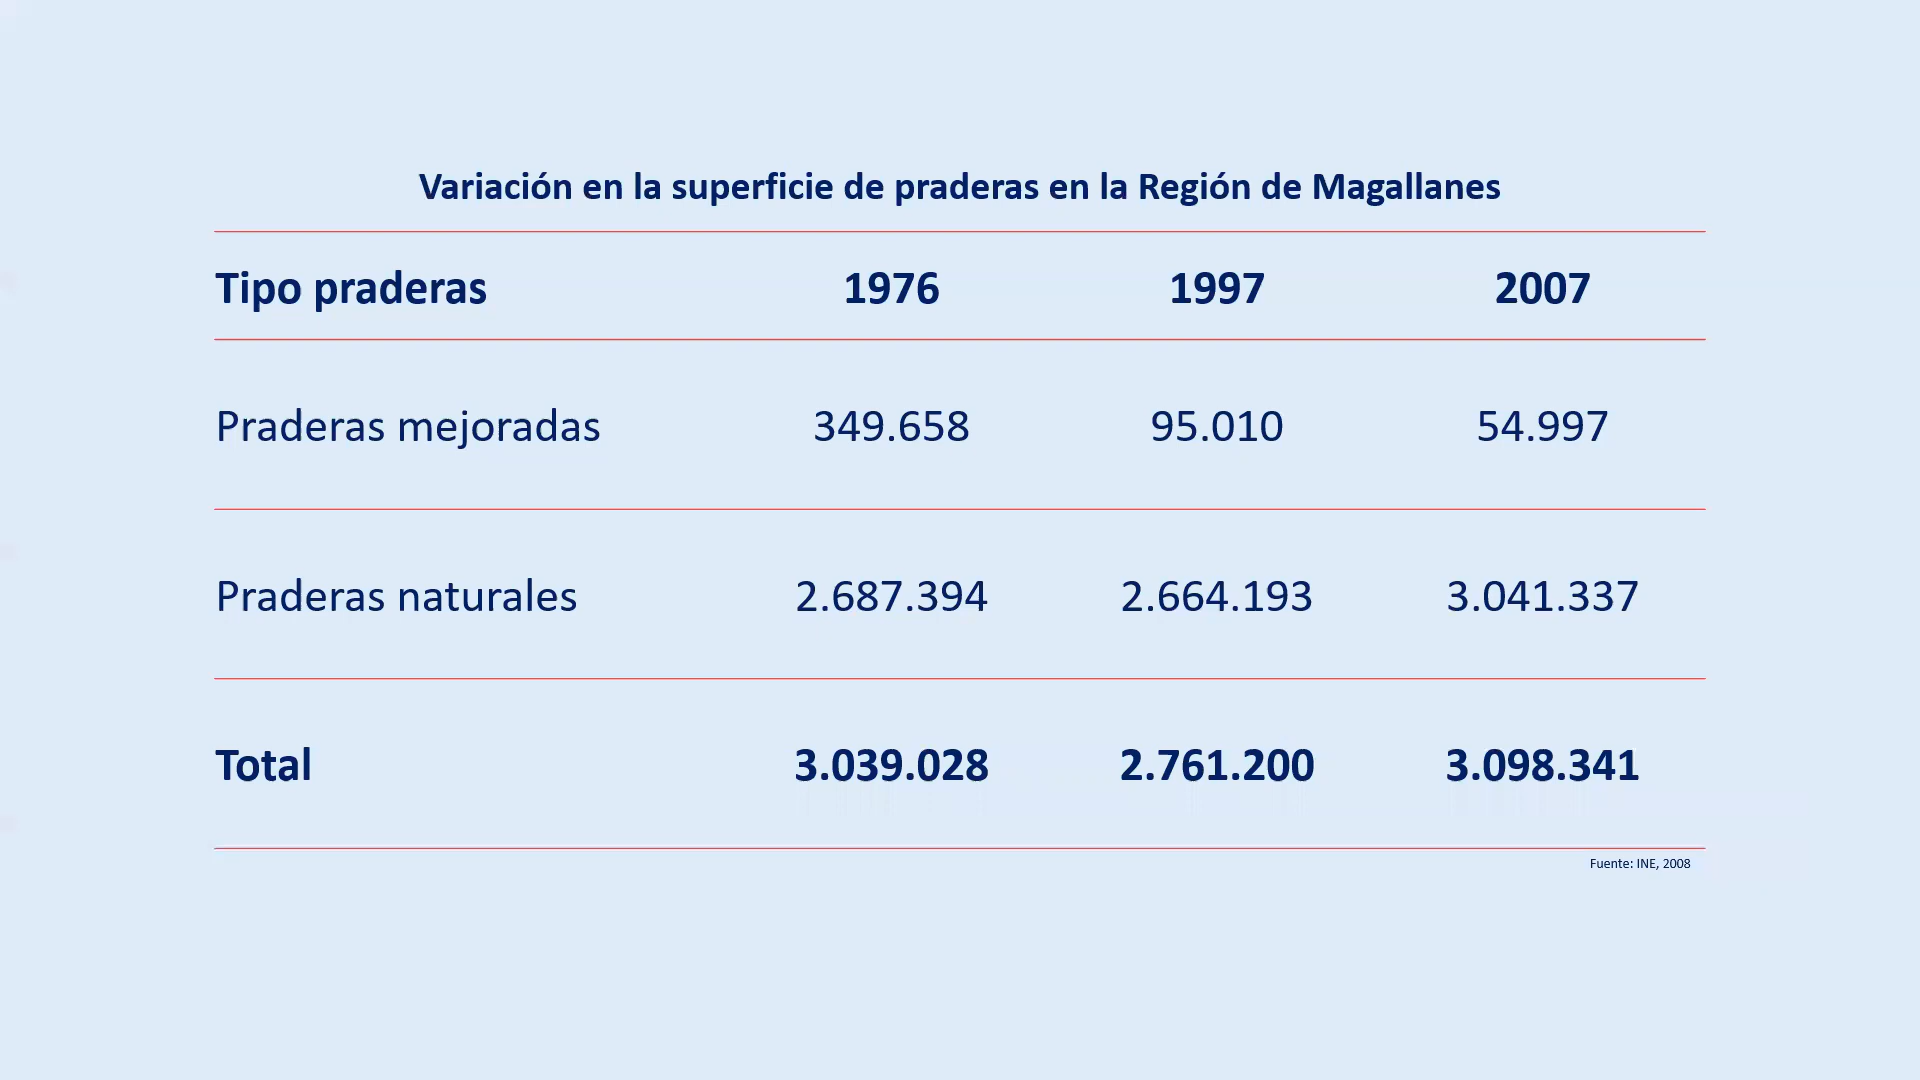 Variación en la superficie de praderas en la Región de Magallanes
Tipo praderas 1976 1997 2007
Praderas mejoradas 349.658 95.010 54.997
Praderas naturales 2.687.394 2.664.193 3.041.337
Total 3.039.028 2.761.200 3.098.341
Fuente: INE, 2008